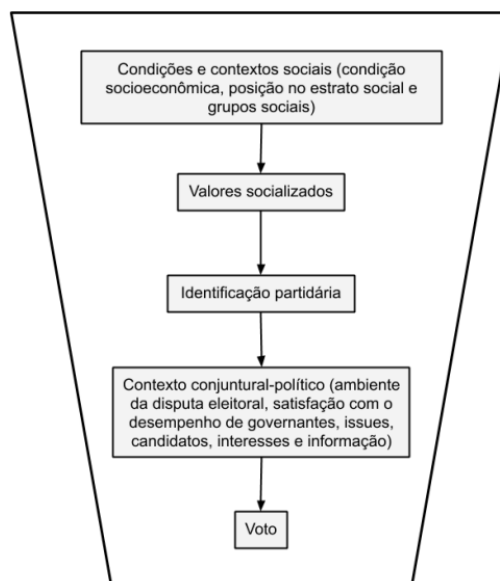 Condições e contextos sociais (condição
socioeconômica, posição no estrato social e
grupos sociais)
Valores socializados
Identificação partidária
Contexto conjuntural-político (ambiente
da disputa eleitoral, satisfação com o
desempenho de governantes, issues,
candidatos, interesses e informação)
Voto